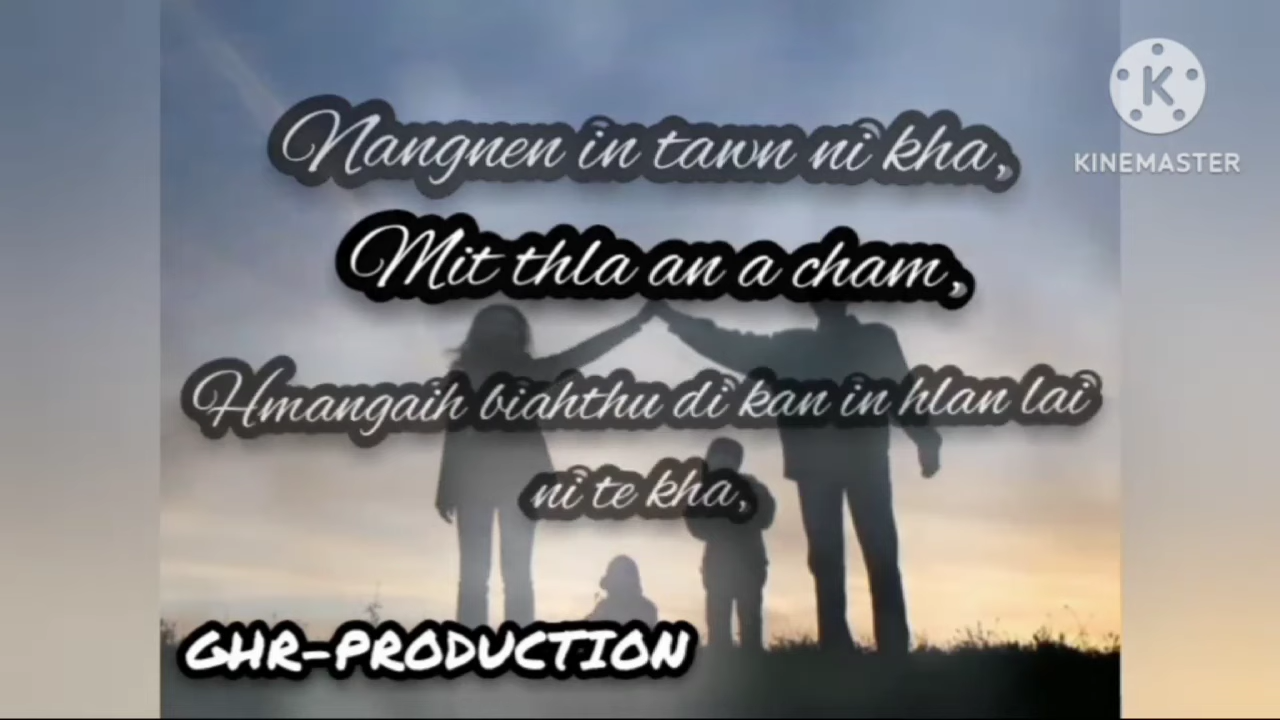 Nangnen in tawn ni kha,
KINEMASTER
Mit thla an a cham,
Hmangaih biahthu di kan in hlan lai
ni te kha,
GHR-PRODUCTION